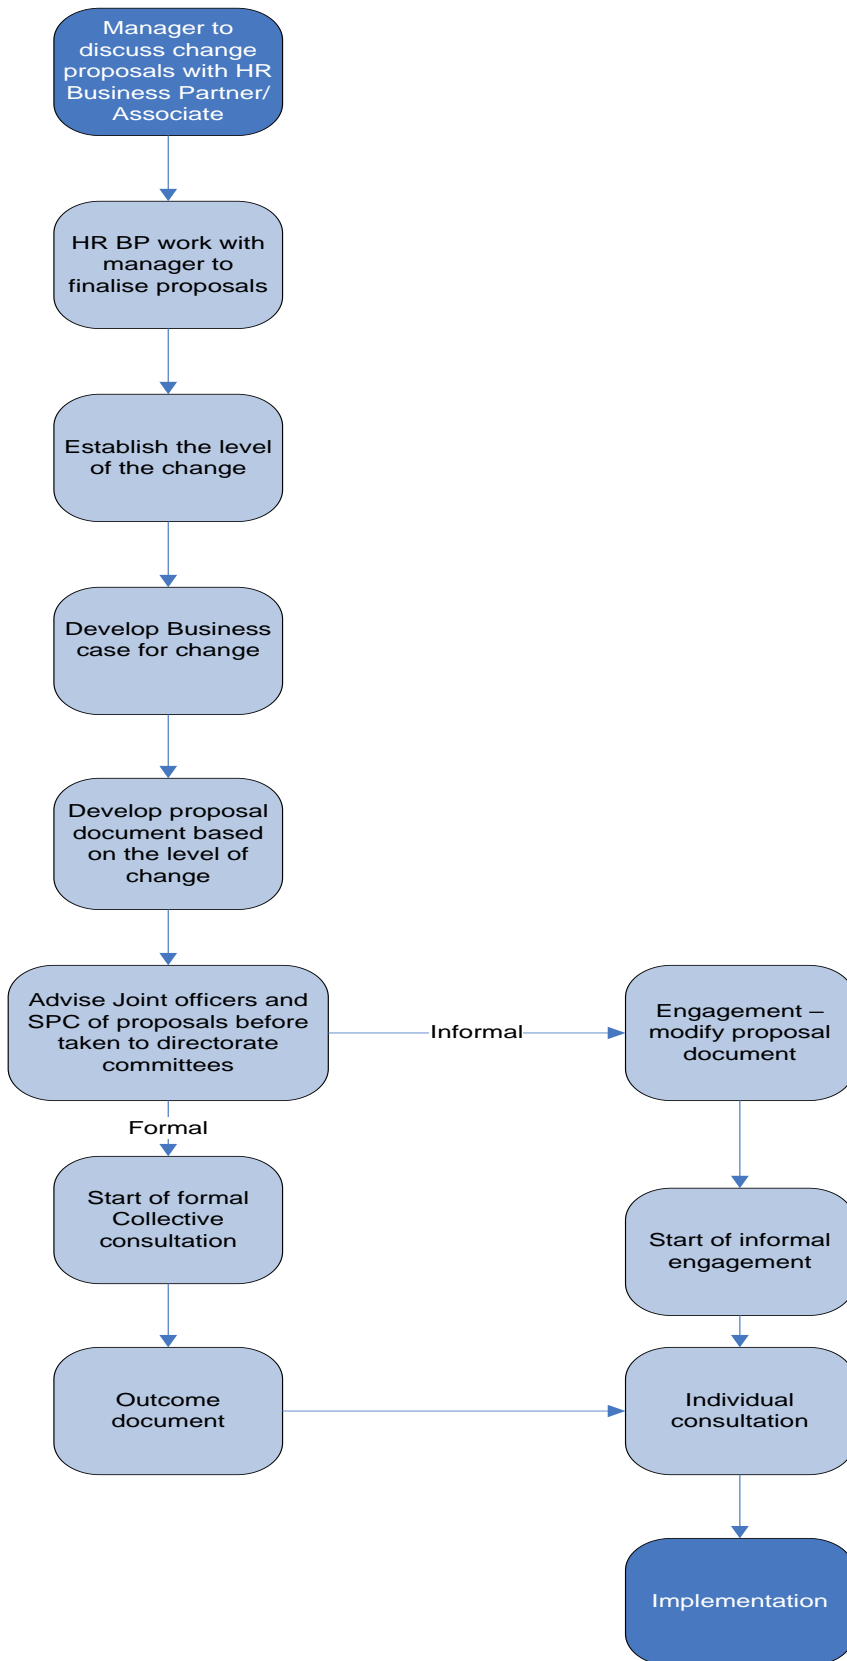 Manager to
discuss change
proposals with HR
Business Partner/
Associate
HR BP work with
manager to
finalise proposals
Establish the level
of the change
Develop Business
case for change
Develop proposal
document based
on the level of
change
Advise Joint officers and
SPC of proposals before
taken to directorate
committees
Informal
Engagement –
modify proposal
document
Formal
Start of formal
Collective
consultation
Start of informal
engagement
Outcome
document
Individual
consultation
Implementation